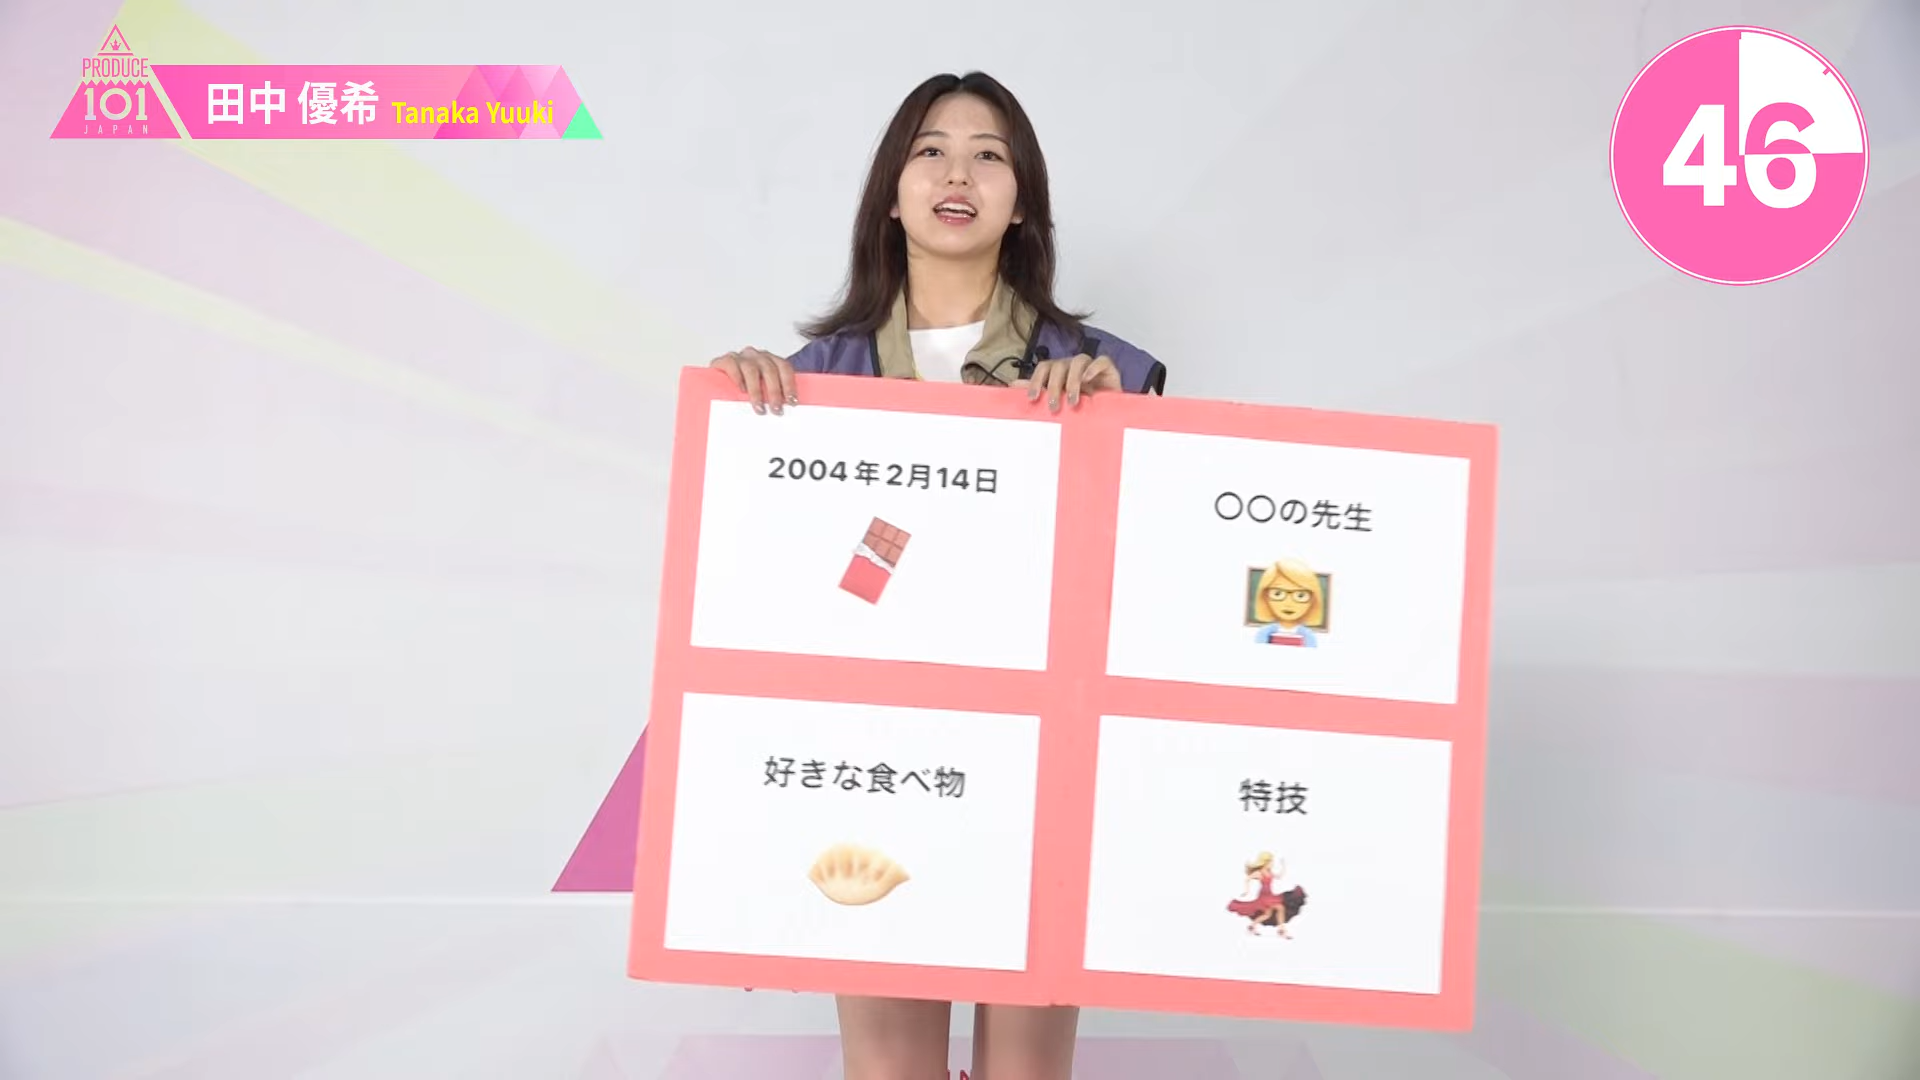 PRODUCE
101
JAPAN
田中 優希 Tanaka Yuuki
46
2004年2月14日
〇〇の先生
好きな食べ物
特技